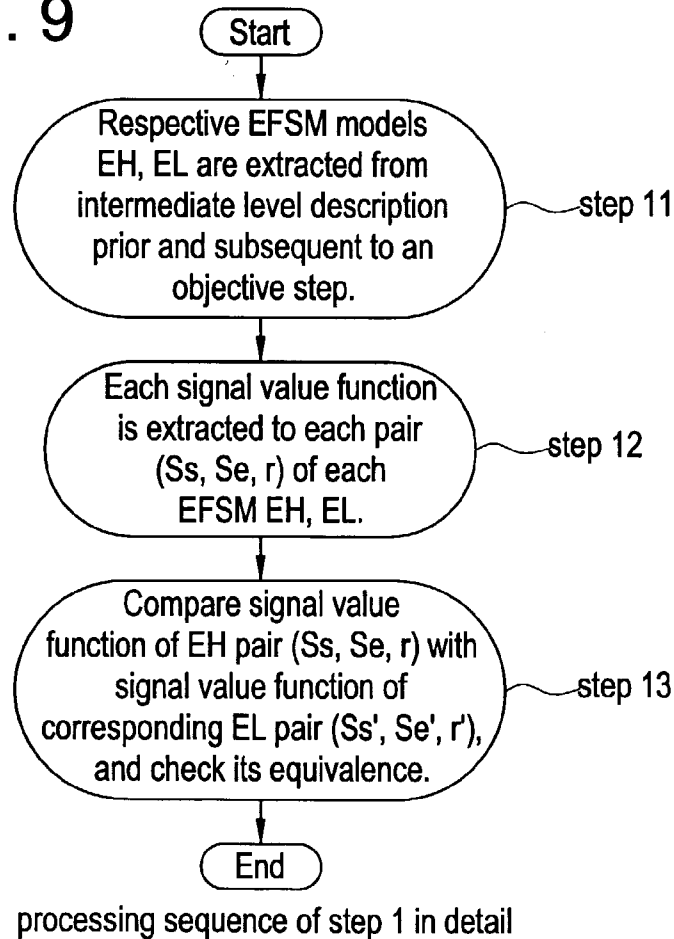 . 9
Start
Respective EFSM models
EH, EL are extracted from
intermediate level description
prior and subsequent to an
objective step.
step 11
Each signal value function
is extracted to each pair
(Ss, Se, r) of each
EFSM EH, EL.
step 12
Compare signal value
function of EH pair (Ss, Se, r) with
signal value function of
corresponding EL pair (Ss', Se', r'),
and check its equivalence.
step 13
End
processing sequence of step 1 in detail